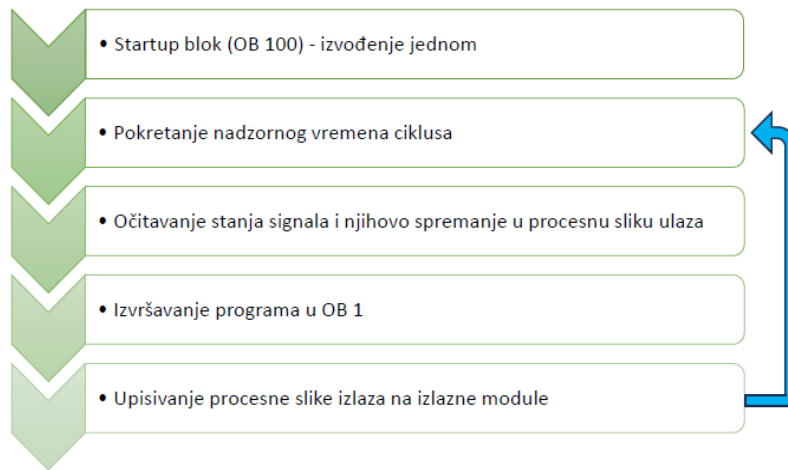 • Startup blok (OB 100) - izvođenje jednom
• Pokretanje nadzornog vremena ciklusa
• Očitavanje stanja signala i njihovo spremanje u procesnu sliku ulaza
• Izvršavanje programa u OB 1
• Upisivanje procesne slike izlaza na izlazne module